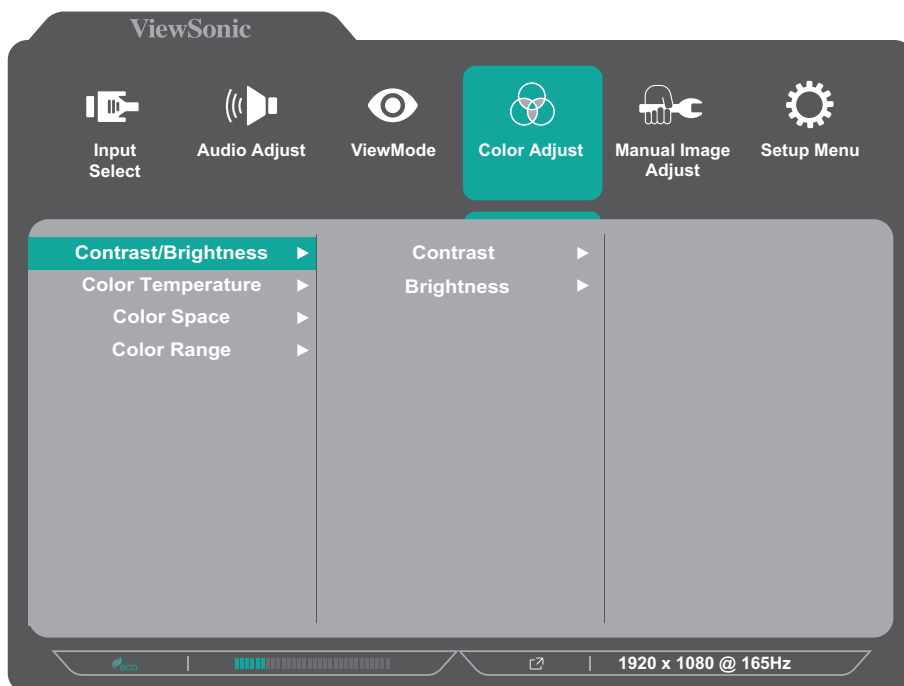 ViewSonic
Input
Select
Audio Adjust
ViewMode
Color Adjust
Manual Image
Adjust
Setup Menu
Contrast/Brightness
Color Temperature
Color Space
Color Range
Contrast
Brightness
eco
1920 x 1080 @ 165Hz